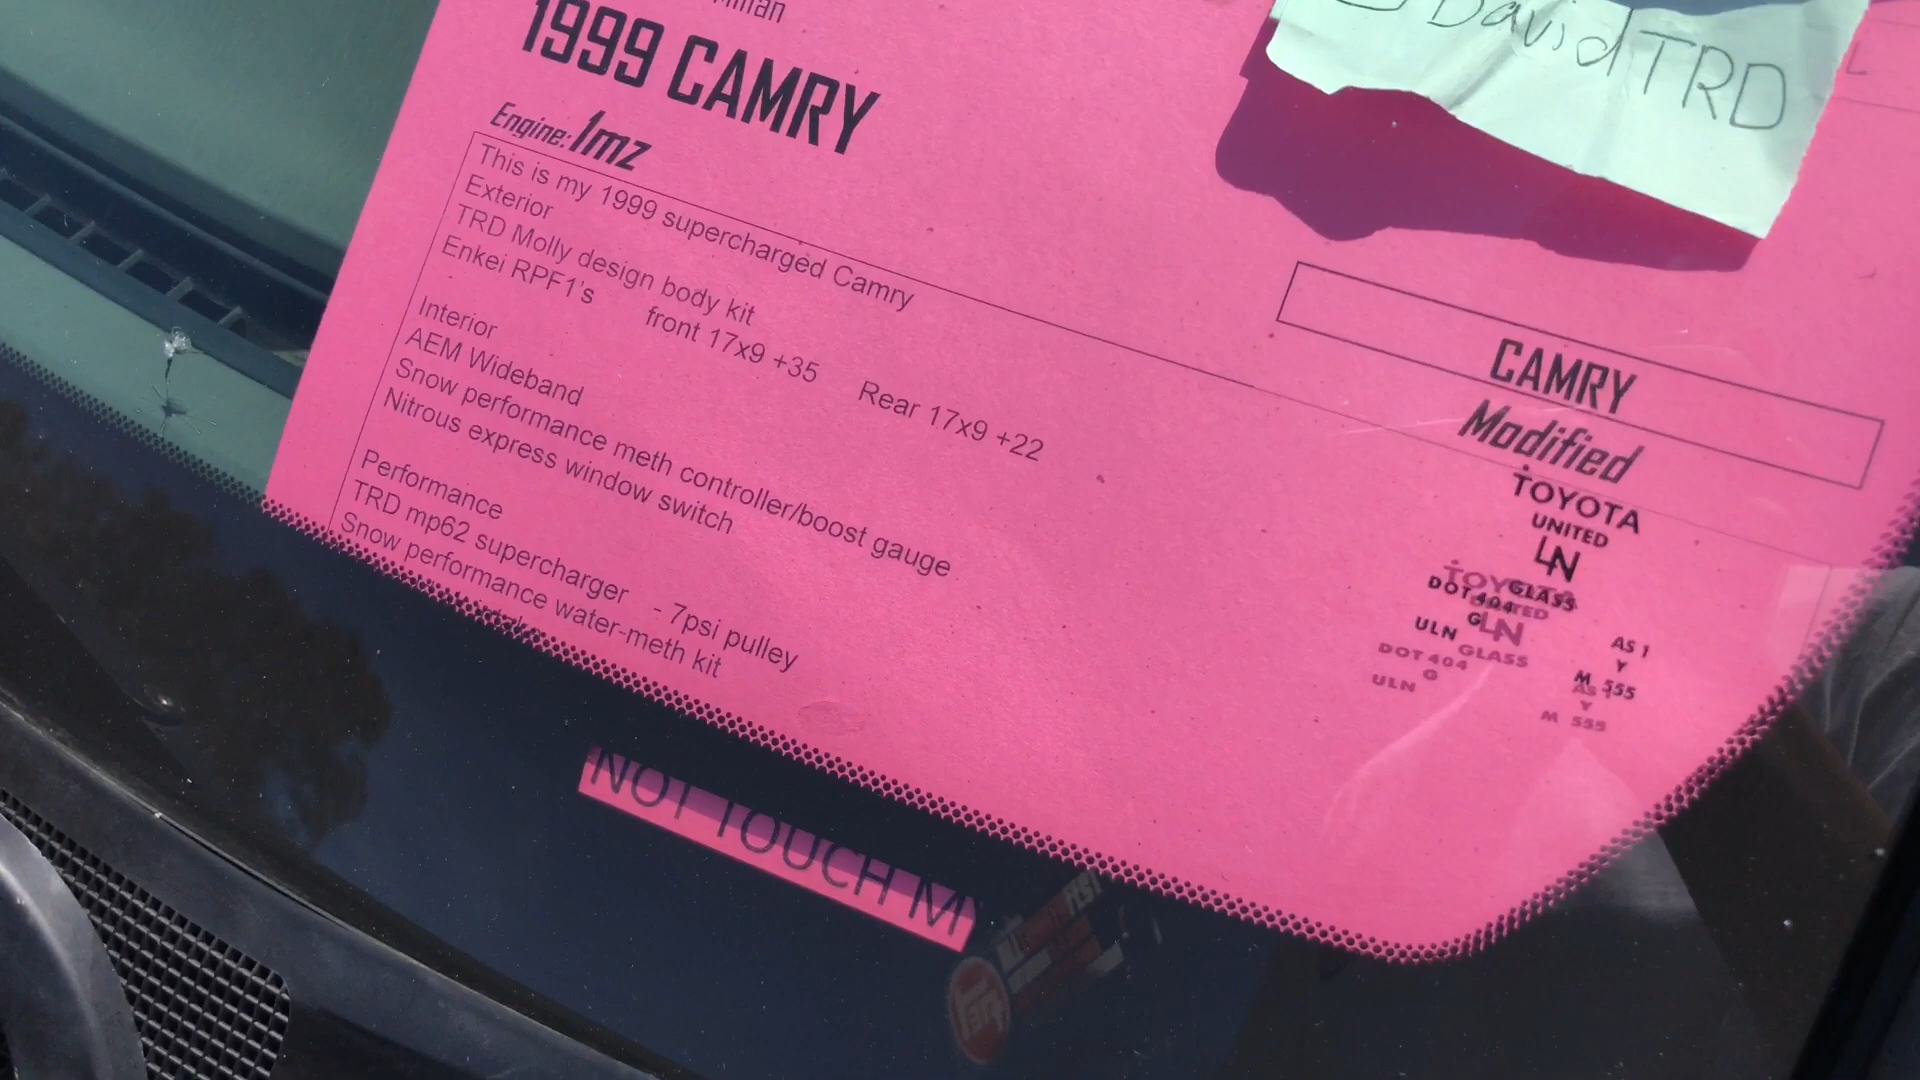 David TRD
1999 CAMRY
Engine: 1mz
This is my 1999 supercharged Camry
Exterior
TRD Molly design body kit
Enkei RPF1's front 17x9 +35 Rear 17x9 +22
Interior
AEM Wideband
Snow performance meth controller/boost gauge
Nitrous express window switch
Performance
TRD mp62 supercharger - 7psi pulley
Snow performance water-meth kit
CAMRY
Modified
TOYOTA
UNITED
LN
GLASS
DOT 404
G
ULN
AS 1
Y
M 555
NOT TOUCH M